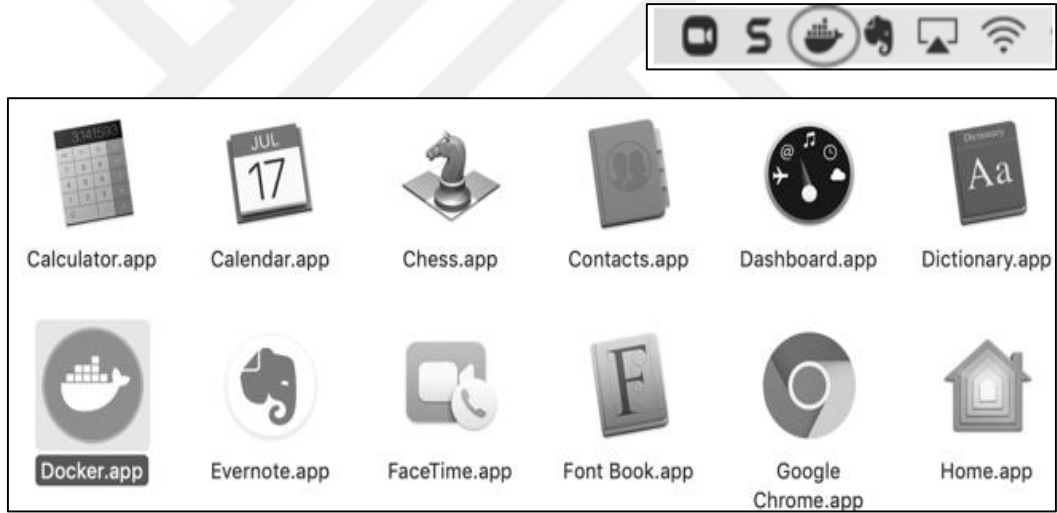 S
3.141593
JUL
17
Dictionary
Aa
@
Calculator.app
Calendar.app
Chess.app
Contacts.app
Dashboard.app
Dictionary.app
F
Docker.app
Evernote.app
FaceTime.app
Font Book.app
Google
Chrome.app
Home.app